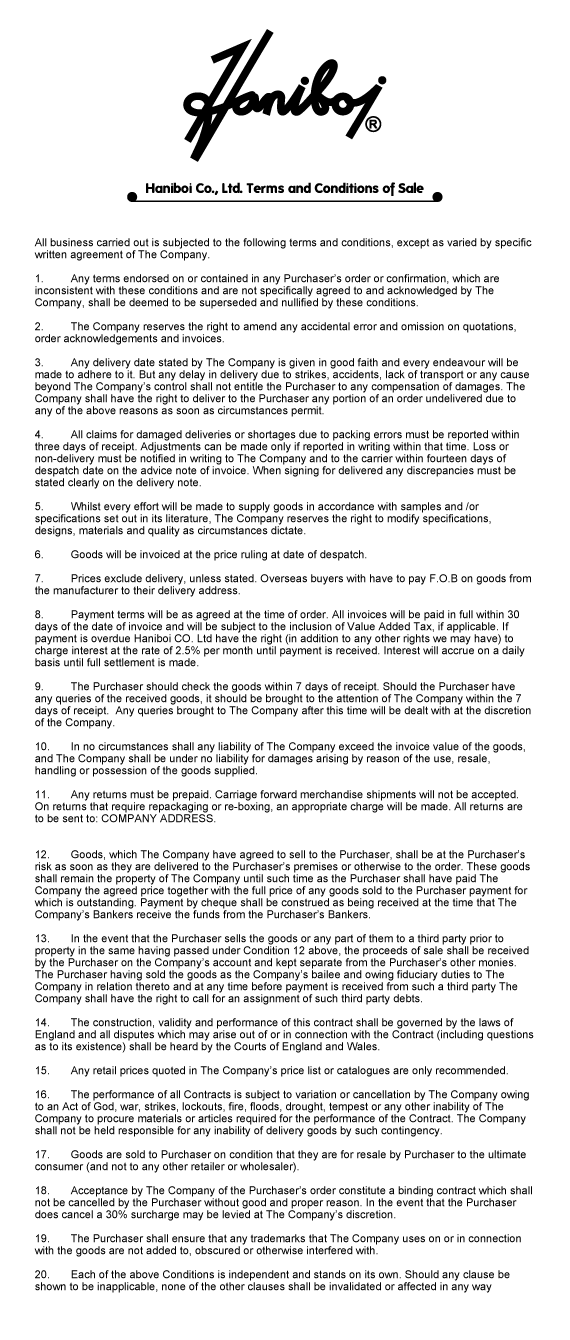 Haniboi ®
Haniboi Co., Ltd. Terms and Conditions of Sale
All business carried out is subjected to the following terms and conditions, except as varied by specific
written agreement of The Company.
1. Any terms endorsed on or contained in any Purchaser's order or confirmation, which are
inconsistent with these conditions and are not specifically agreed to and acknowledged by The
Company, shall be deemed to be superseded and nullified by these conditions.
2. The Company reserves the right to amend any accidental error and omission on quotations,
order acknowledgements and invoices.
3. Any delivery date stated by The Company is given in good faith and every endeavour will be
made to adhere to it. But any delay in delivery due to strikes, accidents, lack of transport or any cause
beyond The Company's control shall not entitle the Purchaser to any compensation of damages. The
Company shall have the right to deliver to the Purchaser any portion of an order undelivered due to
any of the above reasons as soon as circumstances permit.
4. All claims for damaged deliveries or shortages due to packing errors must be reported within
three days of receipt. Adjustments can be made only if reported in writing within that time. Loss or
non-delivery must be notified in writing to The Company and to the carrier within fourteen days of
despatch date on the advice note of invoice. When signing for delivered any discrepancies must be
stated clearly on the delivery note.
5. Whilst every effort will be made to supply goods in accordance with samples and /or
specifications set out in its literature, The Company reserves the right to modify specifications,
designs, materials and quality as circumstances dictate.
6. Goods will be invoiced at the price ruling at date of despatch.
7. Prices exclude delivery, unless stated. Overseas buyers with have to pay F.O.B on goods from
the manufacturer to their delivery address.
8. Payment terms will be as agreed at the time of order. All invoices will be paid in full within 30
days of the date of invoice and will be subject to the inclusion of Value Added Tax, if applicable. If
payment is overdue Haniboi CO. Ltd have the right (in addition to any other rights we may have) to
charge interest at the rate of 2.5% per month until payment is received. Interest will accrue on a daily
basis until full settlement is made.
9. The Purchaser should check the goods within 7 days of receipt. Should the Purchaser have
any queries of the received goods, it should be brought to the attention of The Company within the 7
days of receipt. Any queries brought to The Company after this time will be dealt with at the discretion
of the Company.
10. In no circumstances shall any liability of The Company exceed the invoice value of the goods,
and The Company shall be under no liability for damages arising by reason of the use, resale,
handling or possession of the goods supplied.
11. Any returns must be prepaid. Carriage forward merchandise shipments will not be accepted.
On returns that require repackaging or re-boxing, an appropriate charge will be made. All returns are
to be sent to: COMPANY ADDRESS.
12. Goods, which The Company have agreed to sell to the Purchaser, shall be at the Purchaser's
risk as soon as they are delivered to the Purchaser's premises or otherwise to the order. These goods
shall remain the property of The Company until such time as the Purchaser shall have paid The
Company the agreed price together with the full price of any goods sold to the Purchaser payment for
which is outstanding. Payment by cheque shall be construed as being received at the time that The
Company's Bankers receive the funds from the Purchaser's Bankers.
13. In the event that the Purchaser sells the goods or any part of them to a third party prior to
property in the same having passed under Condition 12 above, the proceeds of sale shall be received
by the Purchaser on the Company's account and kept separate from the Purchaser's other monies.
The Purchaser having sold the goods as the Company's bailee and owing fiduciary duties to The
Company in relation thereto and at any time before payment is received from such a third party The
Company shall have the right to call for an assignment of such third party debts.
14. The construction, validity and performance of this contract shall be governed by the laws of
England and all disputes which may arise out of or in connection with the Contract (including questions
as to its existence) shall be heard by the Courts of England and Wales.
15. Any retail prices quoted in The Company's price list or catalogues are only recommended.
16. The performance of all Contracts is subject to variation or cancellation by The Company owing
to an Act of God, war, strikes, lockouts, fire, floods, drought, tempest or any other inability of The
Company to procure materials or articles required for the performance of the Contract. The Company
shall not be held responsible for any inability of delivery goods by such contingency.
17. Goods are sold to Purchaser on condition that they are for resale by Purchaser to the ultimate
consumer (and not to any other retailer or wholesaler).
18. Acceptance by The Company of the Purchaser's order constitute a binding contract which shall
not be cancelled by the Purchaser without good and proper reason. In the event that the Purchaser
does cancel a 30% surcharge may be levied at The Company's discretion.
19. The Purchaser shall ensure that any trademarks that The Company uses on or in connection
with the goods are not added to, obscured or otherwise interfered with.
20. Each of the above Conditions is independent and stands on its own. Should any clause be
shown to be inapplicable, none of the other clauses shall be invalidated or affected in any way